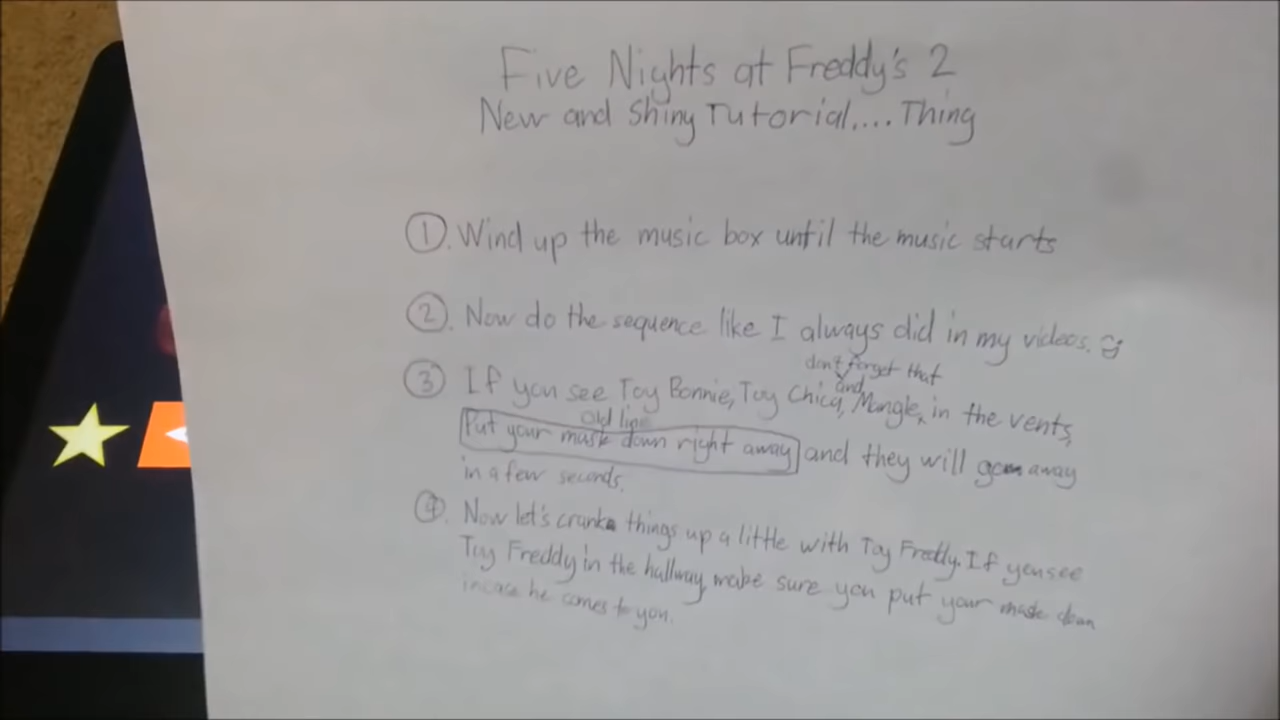 Five Nights at Freddy's 2
New and Shiny Tutorial.... Thing
1. Wind up the music box until the music starts
2. Now do the sequence like I always did in my videos.
don't forget that
and
3 If you see Toy Bonnie, Toy Chica, Mangle, in the vents,
Old line
Put your mask down right away and they will go away
in a few seconds.
4. Now let's crank things up a little with Toy Freddy. If you see
Toy Freddy in the hallway, make sure you put your mask down
incase he comes to you.